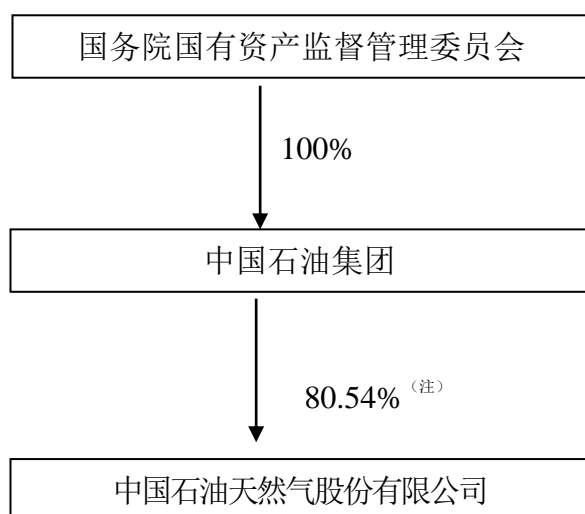 国务院国有资产监督管理委员会
100%
中国石油集团
80.54%（注）
中国石油天然气股份有限公司